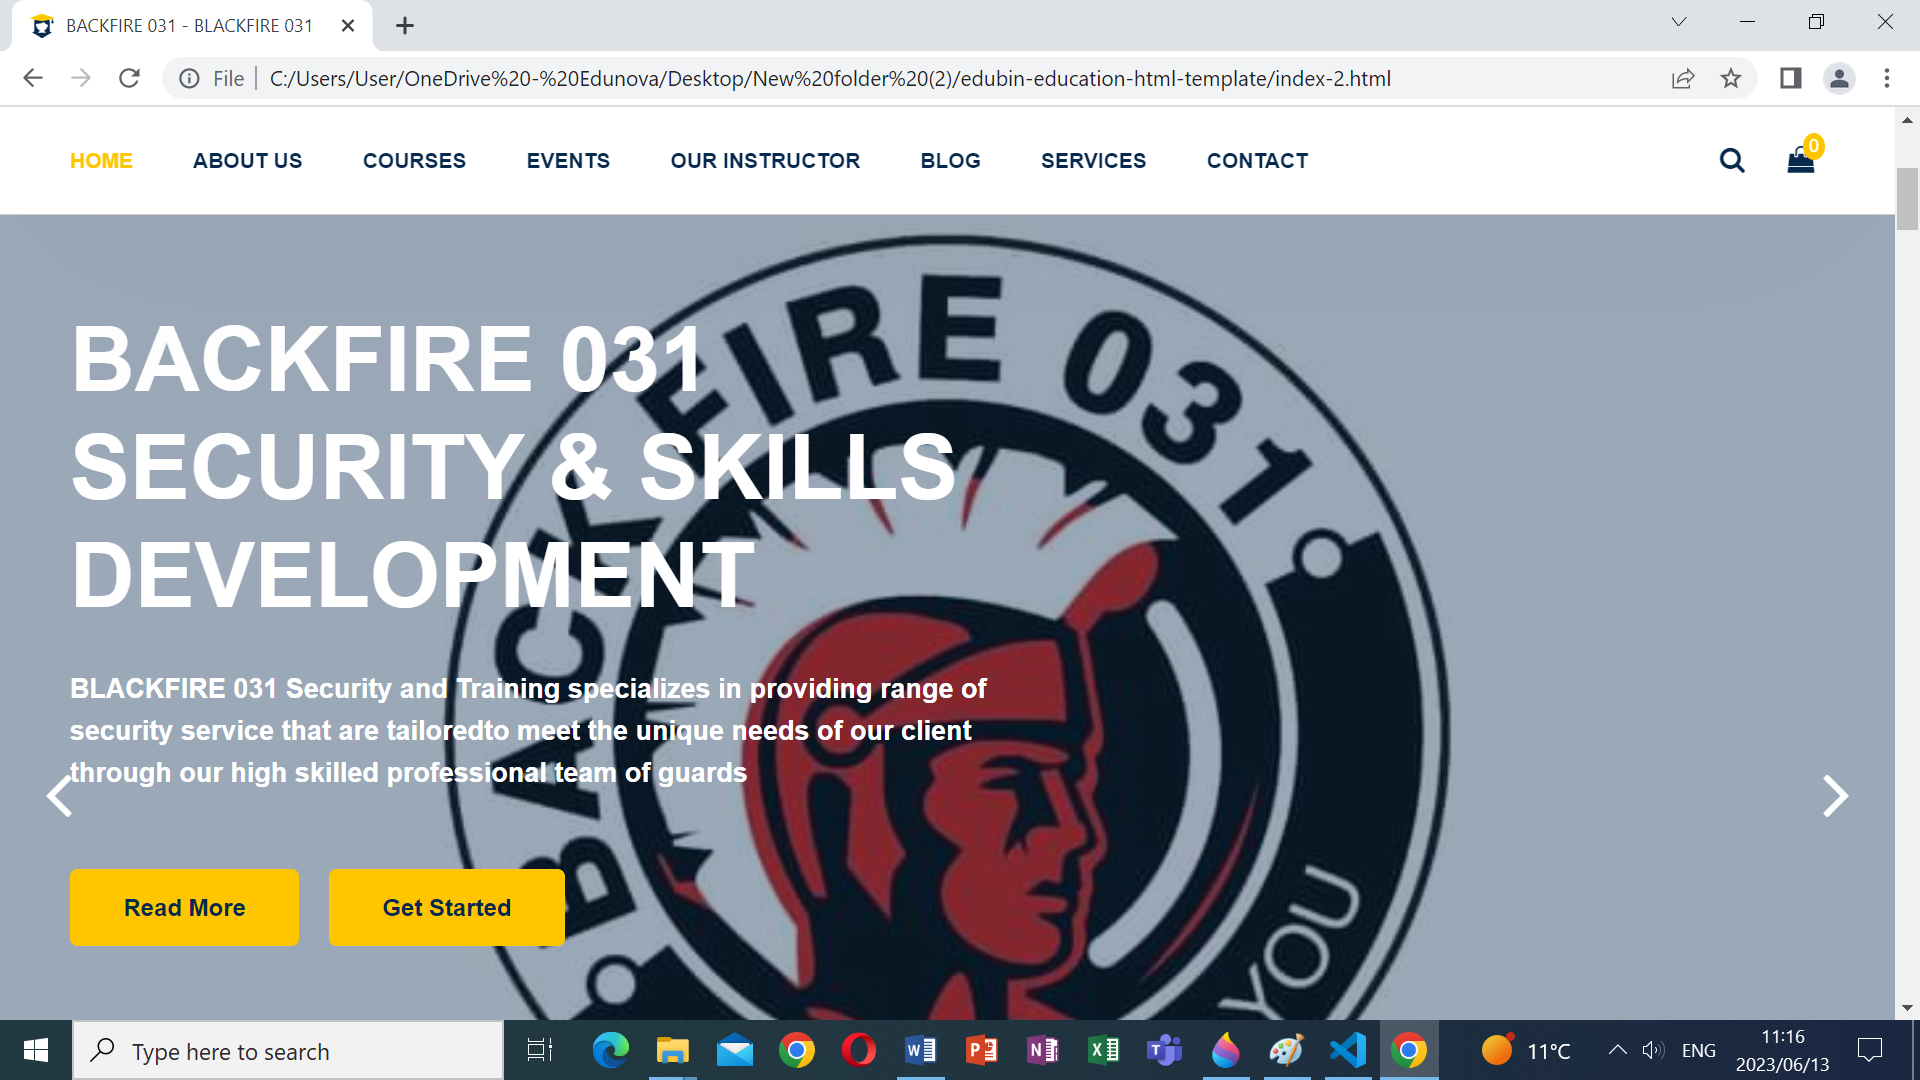 BACKFIRE 031 - BLACKFIRE 031
File
C:/Users/User/OneDrive%20-%20Edunova/Desktop/New%20folder%20(2)/edubin-education-html-template/index-2.html
HOME ABOUT US COURSES EVENTS OUR INSTRUCTOR BLOG SERVICES CONTACT
0
BACK FIRE 031
YOU
BACKFIRE 031
SECURITY & SKILLS
DEVELOPMENT
BLACKFIRE 031 Security and Training specializes in providing range of
security service that are tailoredto meet the unique needs of our client
through our high skilled professional team of guards
Read More
Get Started
Type here to search
11°C
ENG
11:16
2023/06/13